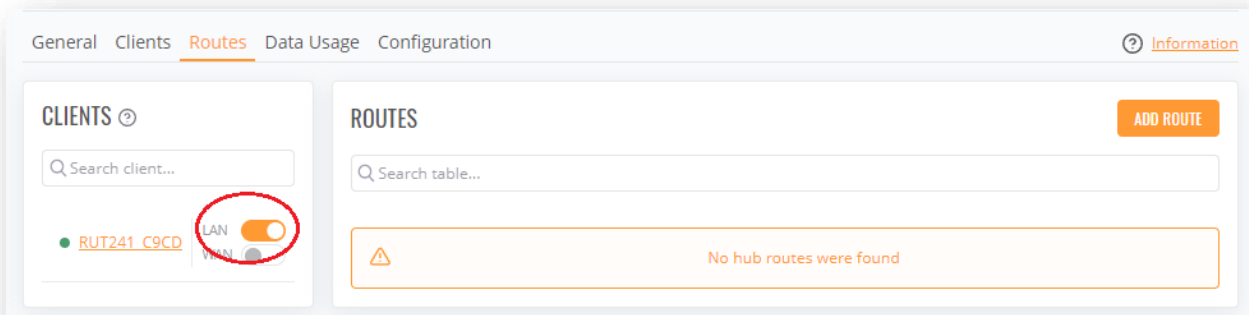 General Clients Routes Data Usage Configuration
Information
CLIENTS
Search client...
RUT241_C9CD
LAN
WAN
ROUTES
ADD ROUTE
Search table...
No hub routes were found